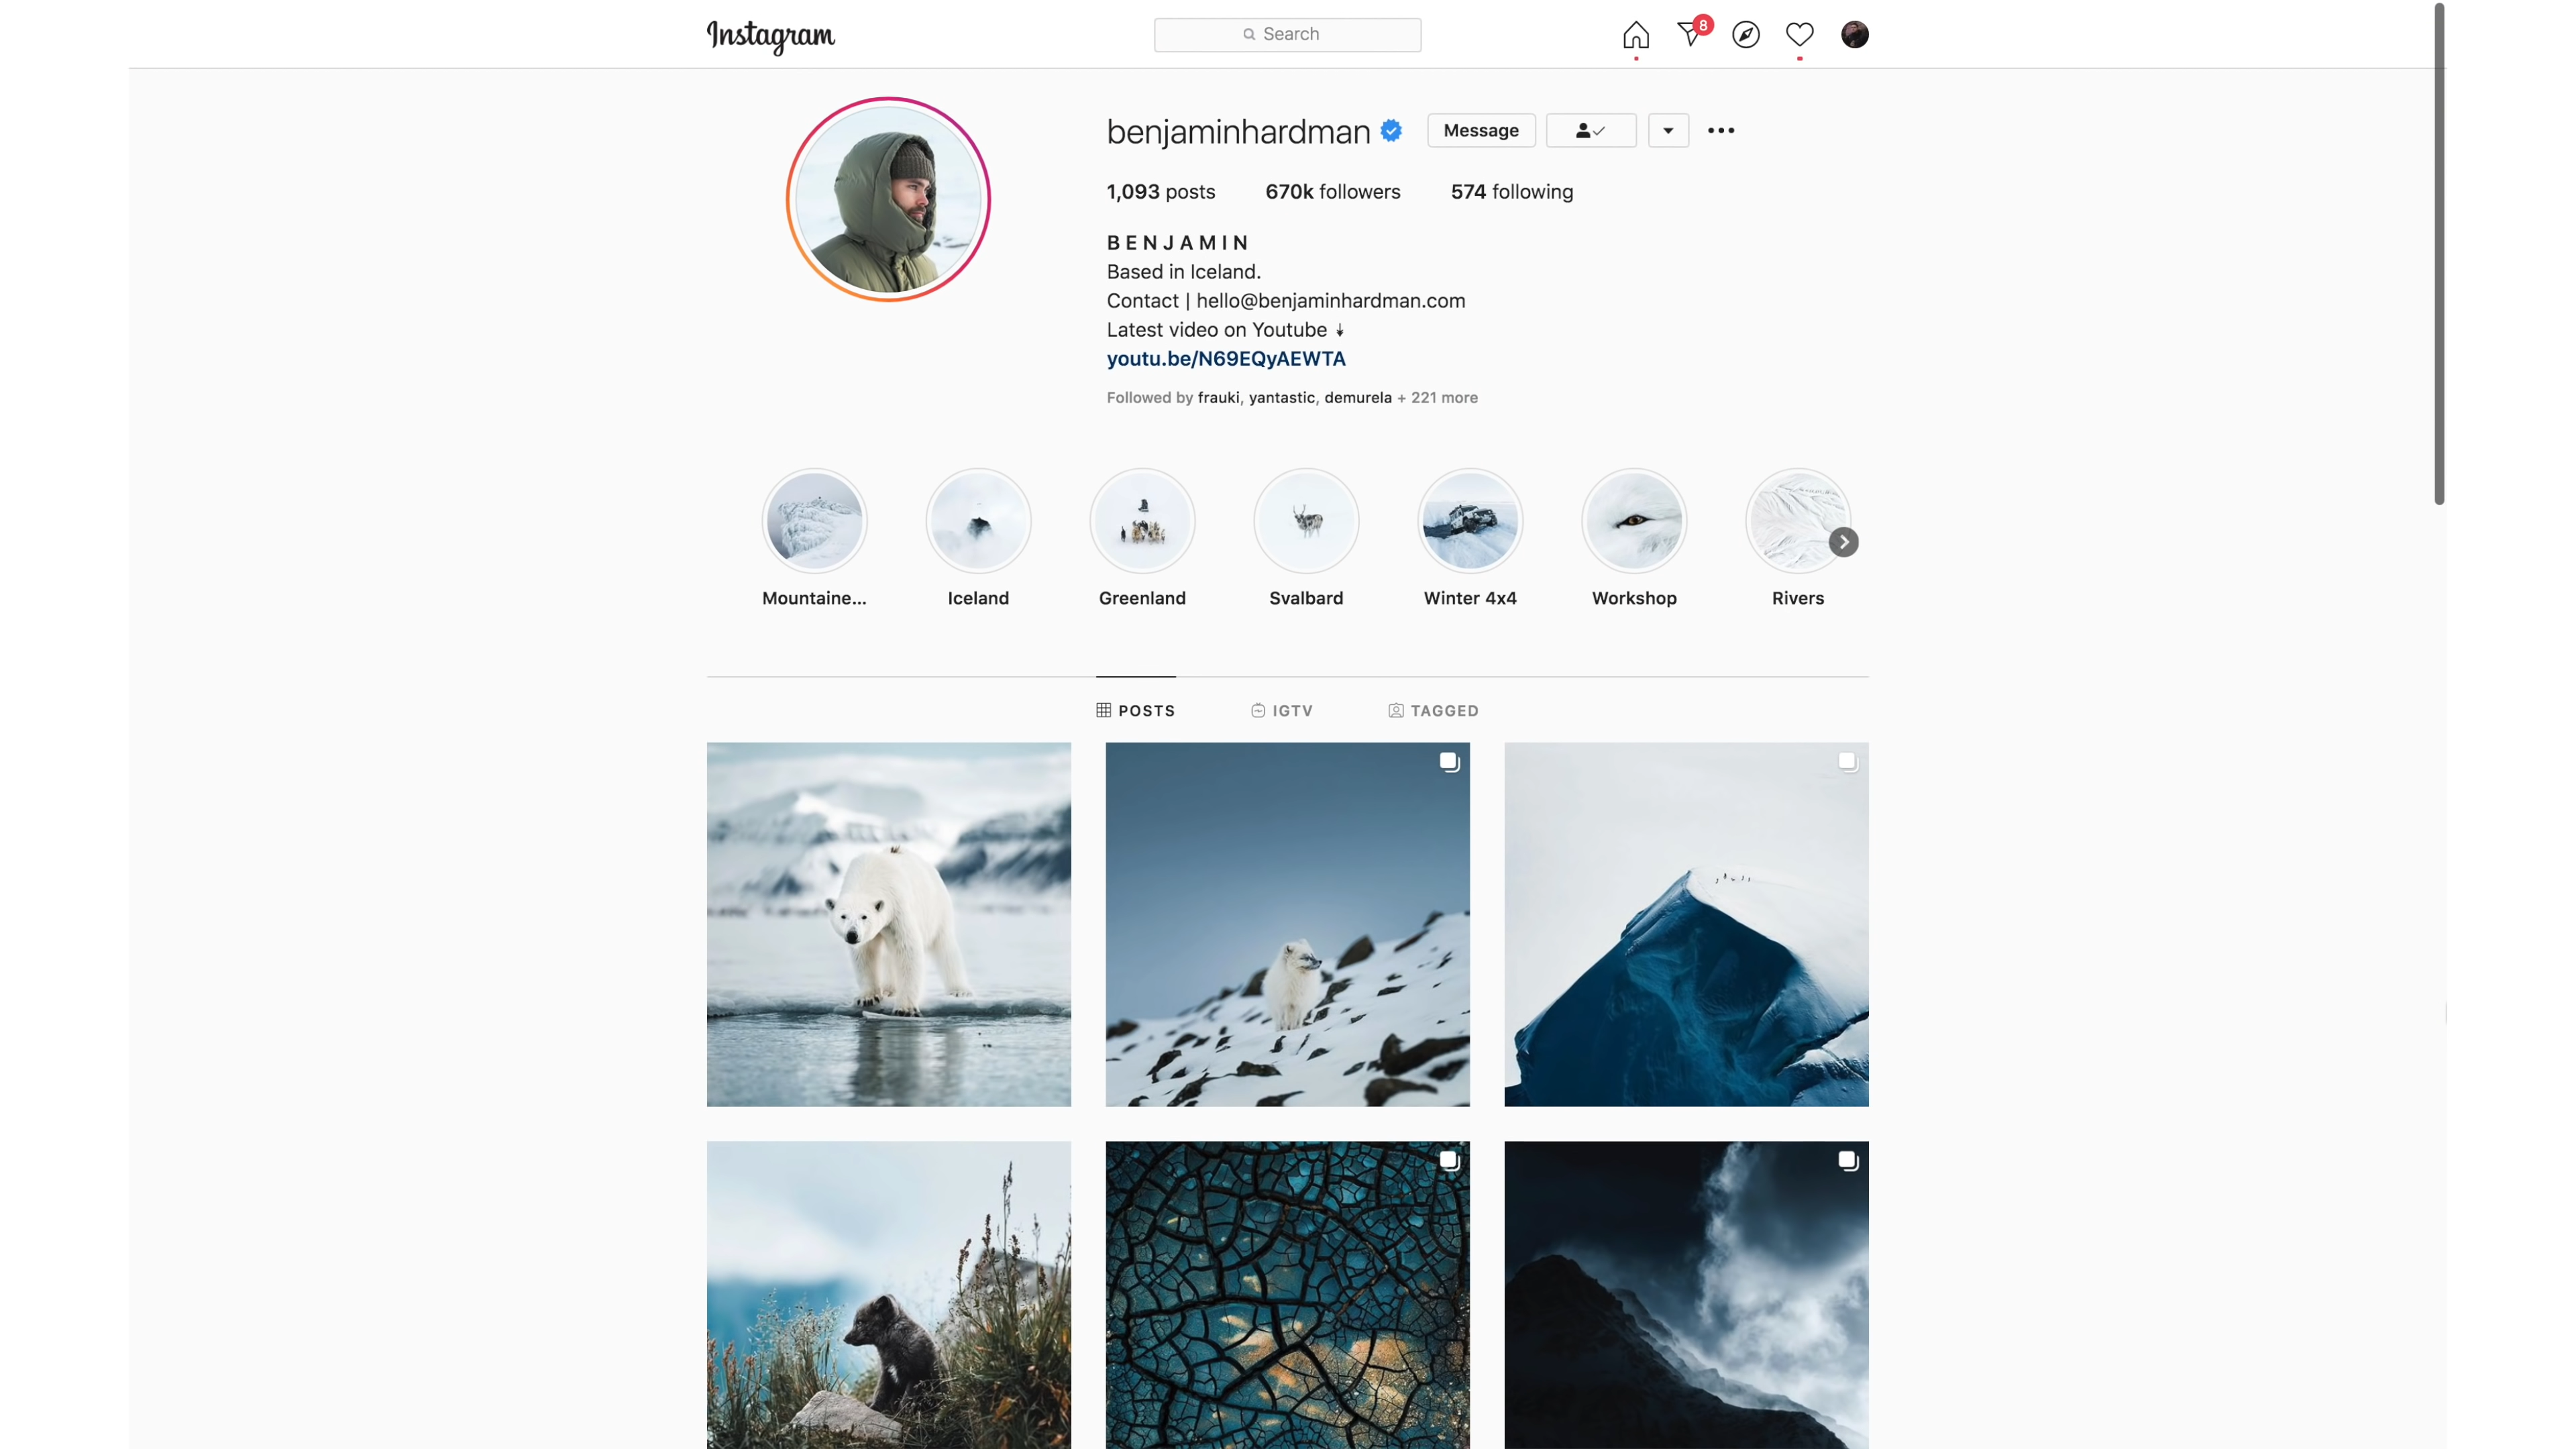 Instagram
Search
8
benjaminhardman
Message
1,093 posts 670k followers 574 following
B E N J A M I N
Based in Iceland.
Contact | hello@benjaminhardman.com
Latest video on Youtube ↓
youtu.be/N69EQyAEWTA
Followed by frauki, yantastic, demurela + 221 more
Mountaine... Iceland Greenland Svalbard Winter 4x4 Workshop Rivers
POSTS IGTV TAGGED